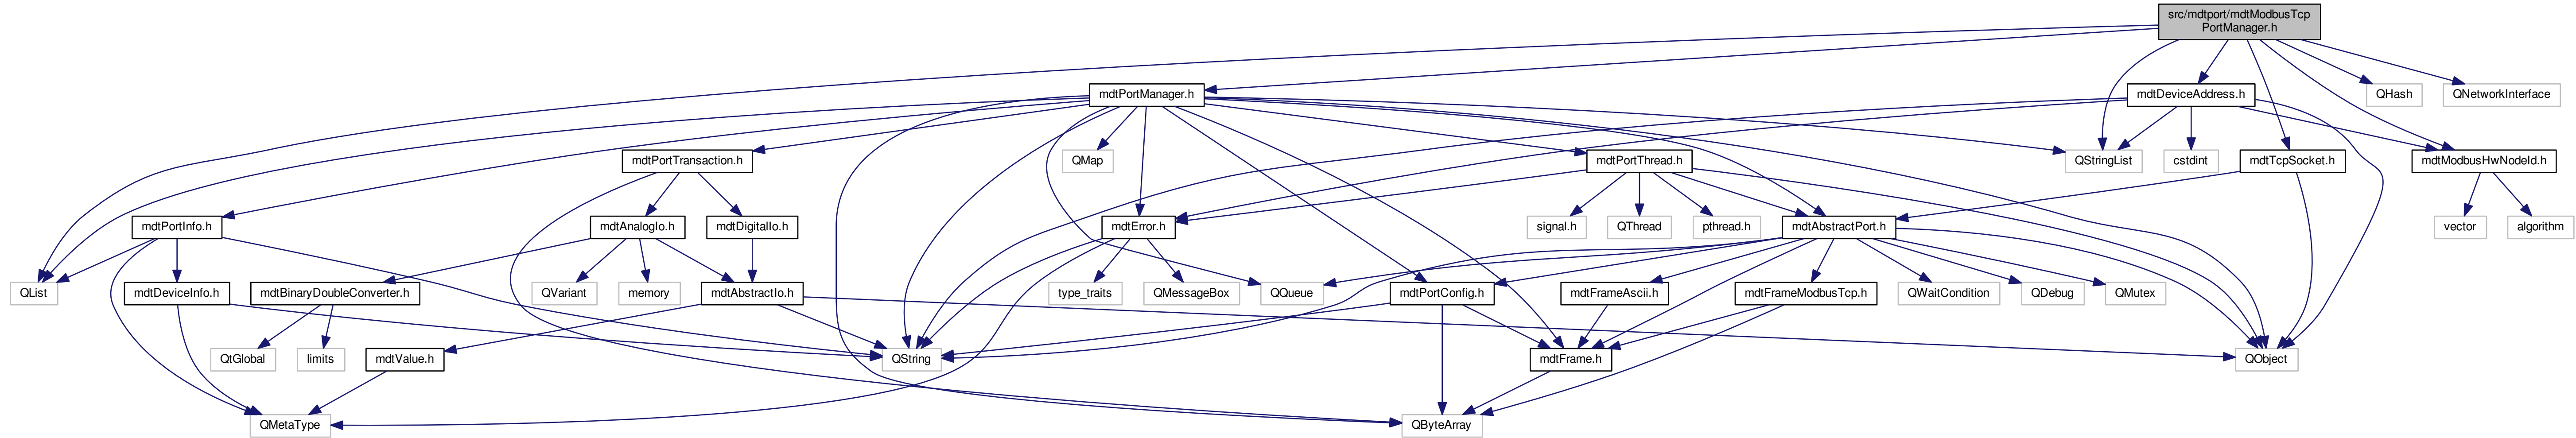 src/mdtport/mdtModbusTcp
PortManager.h
mdtPortManager.h
mdtDeviceAddress.h
QHash
QNetworkInterface
mdtPortTransaction.h
QMap
mdtPortThread.h
QStringList
cstdint
mdtTcpSocket.h
mdtModbusHwNodeId.h
mdtPortInfo.h
mdtAnalogIo.h
mdtDigitalIo.h
mdtError.h
signal.h
QThread
pthread.h
mdtAbstractPort.h
vector
algorithm
QList
mdtDeviceInfo.h
mdtBinaryDoubleConverter.h
QVariant
memory
mdtAbstractIo.h
type_traits
QMessageBox
QQueue
mdtPortConfig.h
mdtFrameAscii.h
mdtFrameModbusTcp.h
QWaitCondition
QDebug
QMutex
QtGlobal
limits
mdtValue.h
QString
mdtFrame.h
QObject
QMetaType
QByteArray